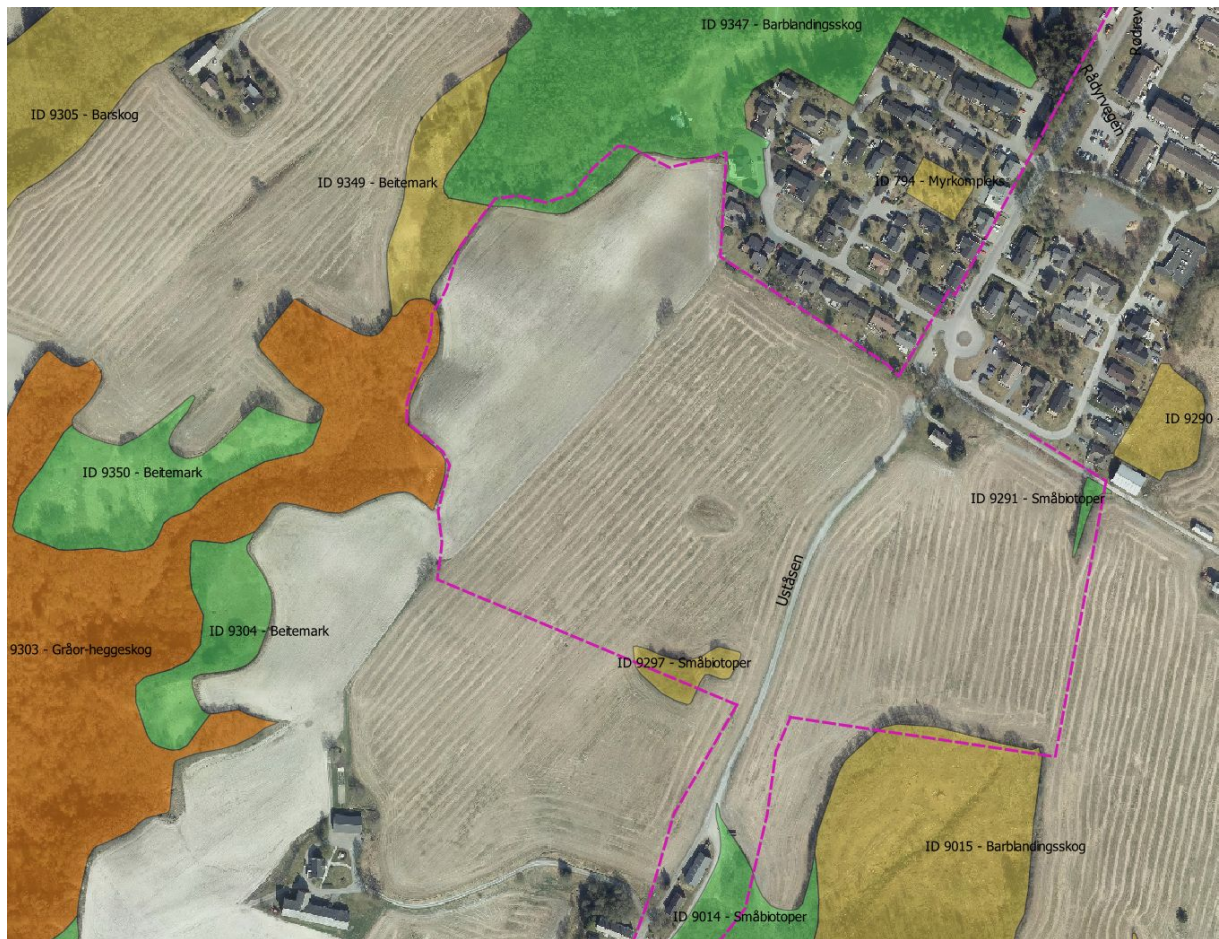 ID 9347 - Barblandingsskog
Rødrev
Rådyrvegen
ID 9305 - Barskog
ID 9349 - Beitemark
ID 794 - Myrkompleks
ID 9290 -
ID 9350 - Beitemark
ID 9291 - Småbiotoper
Uståsen
ID 9304 - Beitemark
9303 - Gråor-heggeskog
ID 9297 - Småbiotoper
ID 9015 - Barblandingsskog
ID 9014 - Småbiotoper